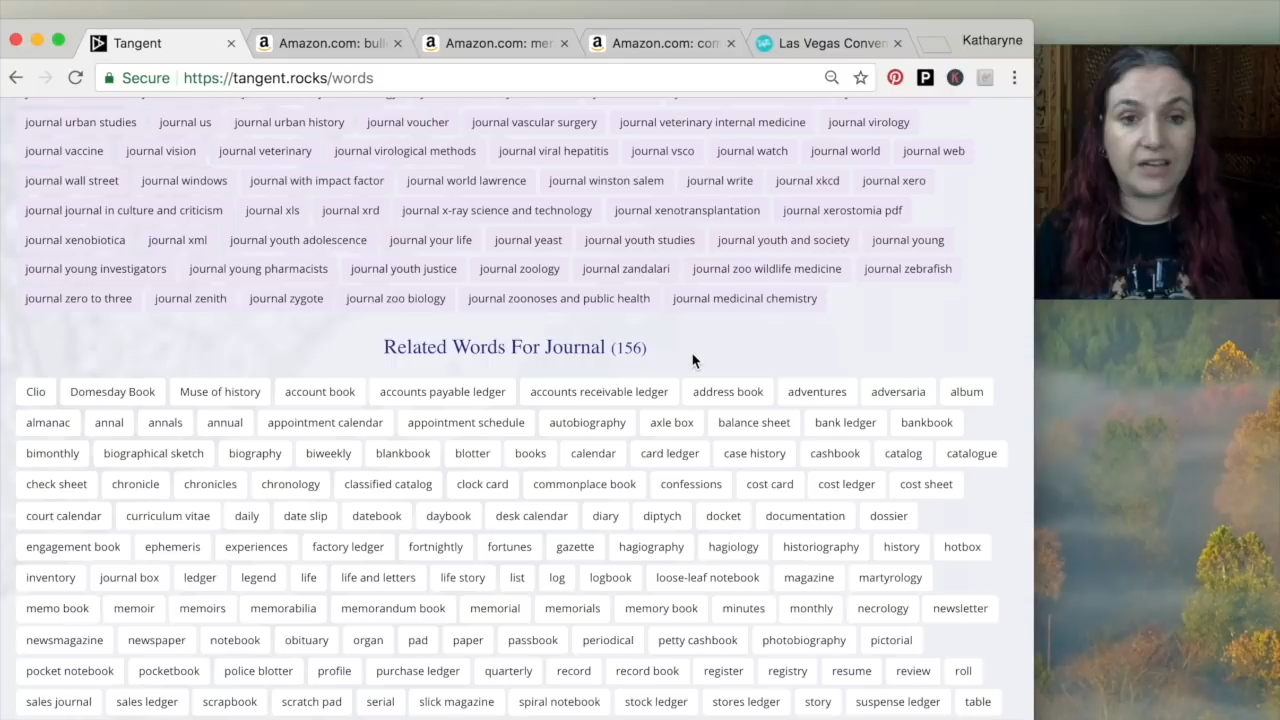 Tangent
Amazon.com: bull
Amazon.com: mer
Amazon.com: com
Las Vegas Conven
Katharyne
Secure https://tangent.rocks/words
journal urban studies journal us journal urban history journal voucher journal vascular surgery journal veterinary internal medicine journal virology
journal vaccine journal vision journal veterinary journal virological methods journal viral hepatitis journal vsco journal watch journal world journal web
journal wall street journal windows journal with impact factor journal world lawrence journal winston salem journal write journal xkcd journal xero
journal journal in culture and criticism journal xls journal xrd journal x-ray science and technology journal xenotransplantation journal xerostomia pdf
journal xenobiotica journal xml journal youth adolescence journal your life journal yeast journal youth studies journal youth and society journal young
journal young investigators journal young pharmacists journal youth justice journal zoology journal zandalari journal zoo wildlife medicine journal zebrafish
journal zero to three journal zenith journal zygote journal zoo biology journal zoonoses and public health journal medicinal chemistry
Related Words For Journal (156)
Clio Domesday Book Muse of history account book accounts payable ledger accounts receivable ledger address book adventures adversaria album
almanac annal annals annual appointment calendar appointment schedule autobiography axle box balance sheet bank ledger bankbook
bimonthly biographical sketch biography biweekly blankbook blotter books calendar card ledger case history cashbook catalog catalogue
check sheet chronicle chronicles chronology classified catalog clock card commonplace book confessions cost card cost ledger cost sheet
court calendar curriculum vitae daily date slip datebook daybook desk calendar diary diptych docket documentation dossier
engagement book ephemeris experiences factory ledger fortnightly fortunes gazette hagiography hagiology historiography history hotbox
inventory journal box ledger legend life life and letters life story list log logbook loose-leaf notebook magazine martyrology
memo book memoir memoirs memorabilia memorandum book memorial memorials memory book minutes monthly necrology newsletter
newsmagazine newspaper notebook obituary organ pad paper passbook periodical petty cashbook photobiography pictorial
pocket notebook pocketbook police blotter profile purchase ledger quarterly record record book register registry resume review roll
sales journal sales ledger scrapbook scratch pad serial slick magazine spiral notebook stock ledger stores ledger story suspense ledger table